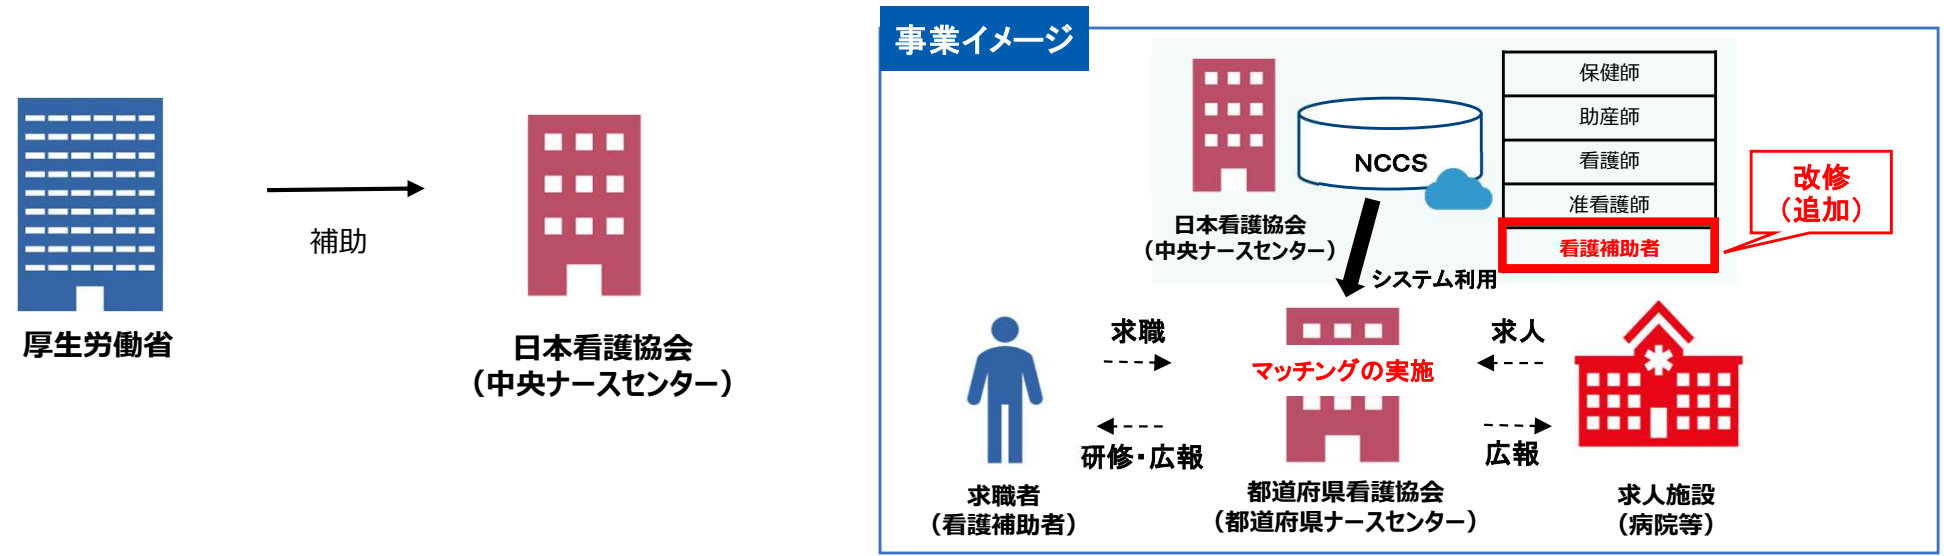 補助
厚生労働省
日本看護協会
（中央ナースセンター）
事業イメージ
NCCS
日本看護協会
（中央ナースセンター）
保健師
助産師
看護師
准看護師
看護補助者
改修
（追加）
システム利用
求職
研修・広報
マッチングの実施
求人
広報
求職者
（看護補助者）
都道府県看護協会
（都道府県ナースセンター）
求人施設
（病院等）